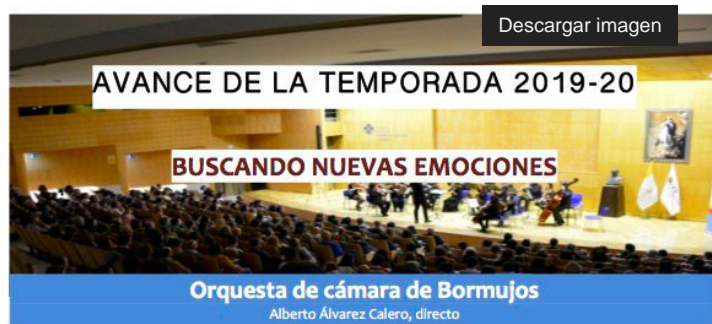 Descargar imagen
AVANCE DE LA TEMPORADA 2019-20
BUSCANDO NUEVAS EMOCIONES
Orquesta de cámara de Bormujos
Alberto Álvarez Calero, directo